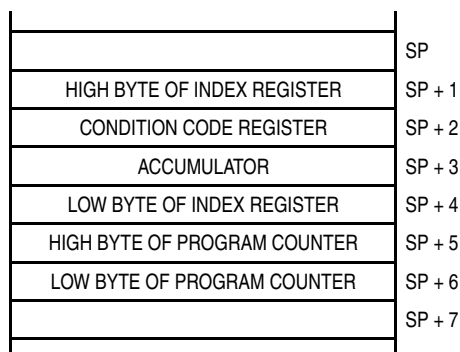 SP
HIGH BYTE OF INDEX REGISTER SP + 1
CONDITION CODE REGISTER SP + 2
ACCUMULATOR SP + 3
LOW BYTE OF INDEX REGISTER SP + 4
HIGH BYTE OF PROGRAM COUNTER SP + 5
LOW BYTE OF PROGRAM COUNTER SP + 6
SP + 7